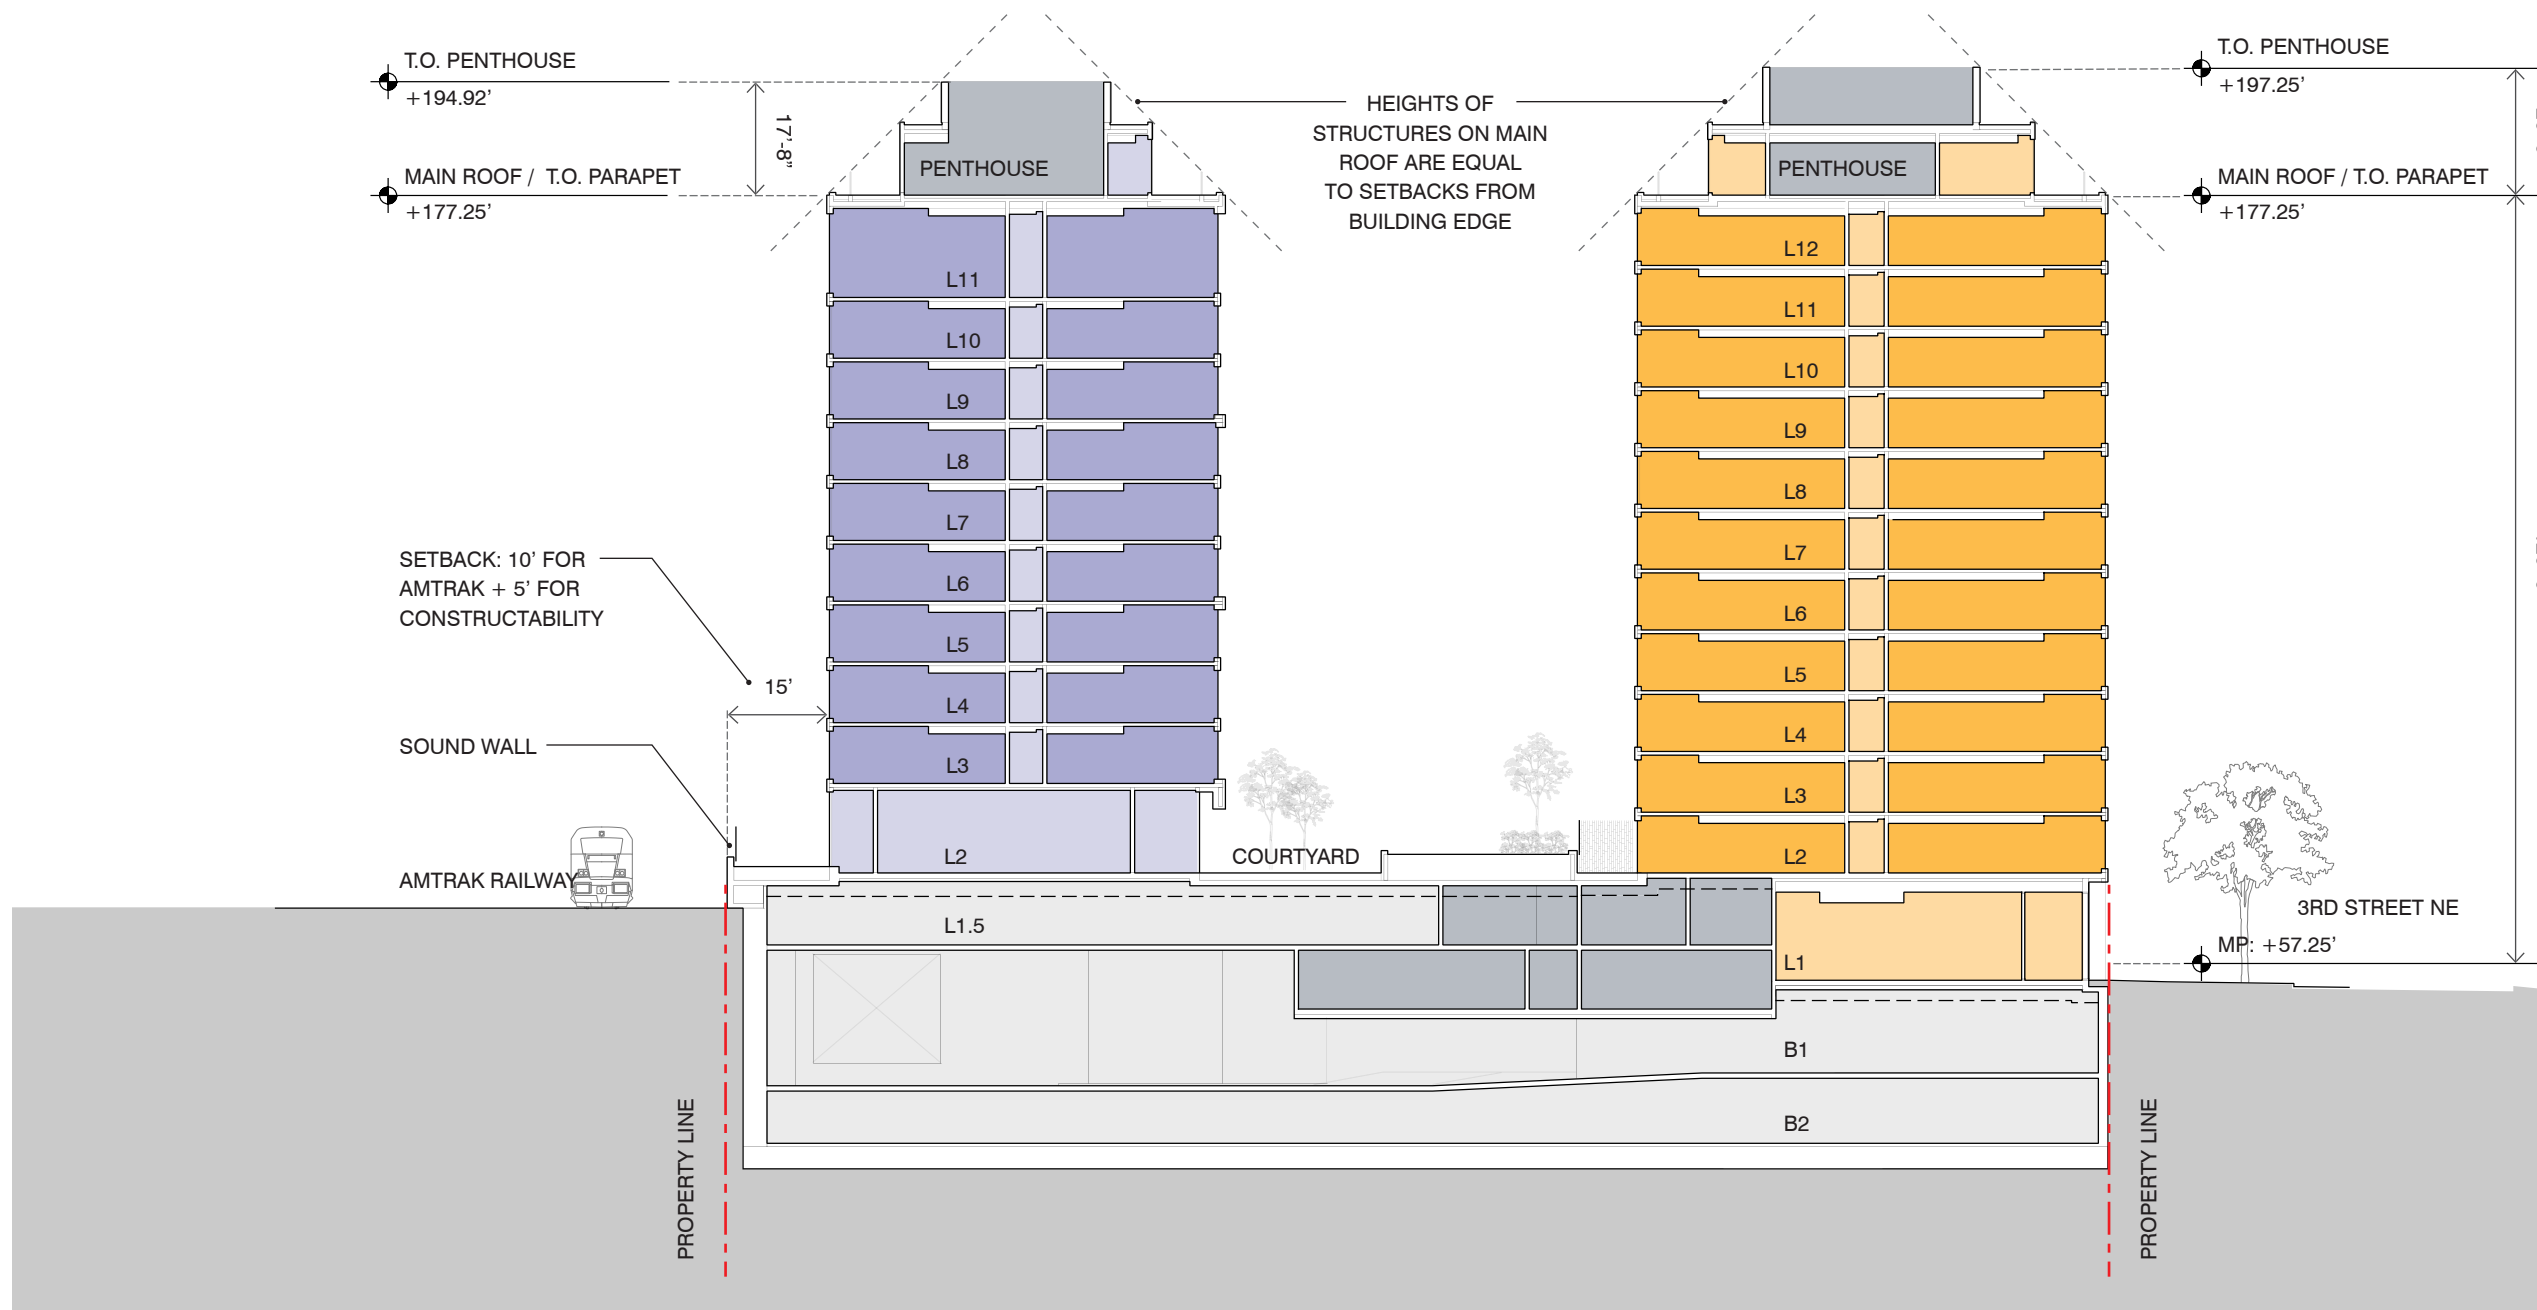 T.O. PENTHOUSE
+194.92’
17’-8”
MAIN ROOF / T.O. PARAPET
+177.25’
HEIGHTS OF
STRUCTURES ON MAIN
ROOF ARE EQUAL
TO SETBACKS FROM
BUILDING EDGE
T.O. PENTHOUSE
+197.25’
MAIN ROOF / T.O. PARAPET
+177.25’
PENTHOUSE
L11
L10
L9
L8
L7
L6
L5
L4
L3
L2
PENTHOUSE
L12
L11
L10
L9
L8
L7
L6
L5
L4
L3
L2
SETBACK: 10’ FOR
AMTRAK + 5’ FOR
CONSTRUCTABILITY
15’
SOUND WALL
AMTRAK RAILWAY
COURTYARD
L1.5
L1
B1
B2
3RD STREET NE
MP: +57.25’
PROPERTY LINE
PROPERTY LINE